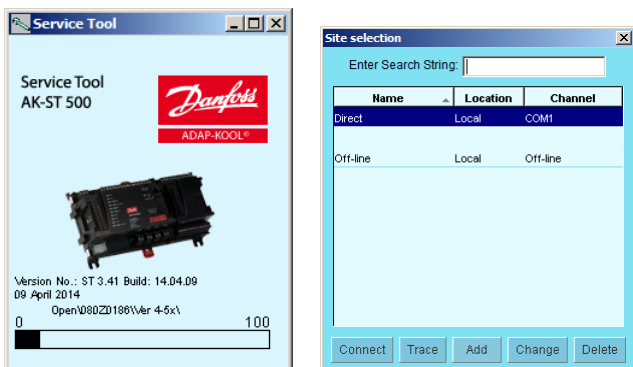 Service Tool
Service Tool
AK-ST 500
Danfoss
ADAP-KOOL®
Version No.: ST 3.41 Build: 14.04.09
09 April 2014
Open\080Z0186\Ver 4-5x\
0 100
Site selection
Enter Search String:
Name Location Channel
Direct Local COM1
Off-line Local Off-line
Connect Trace Add Change Delete